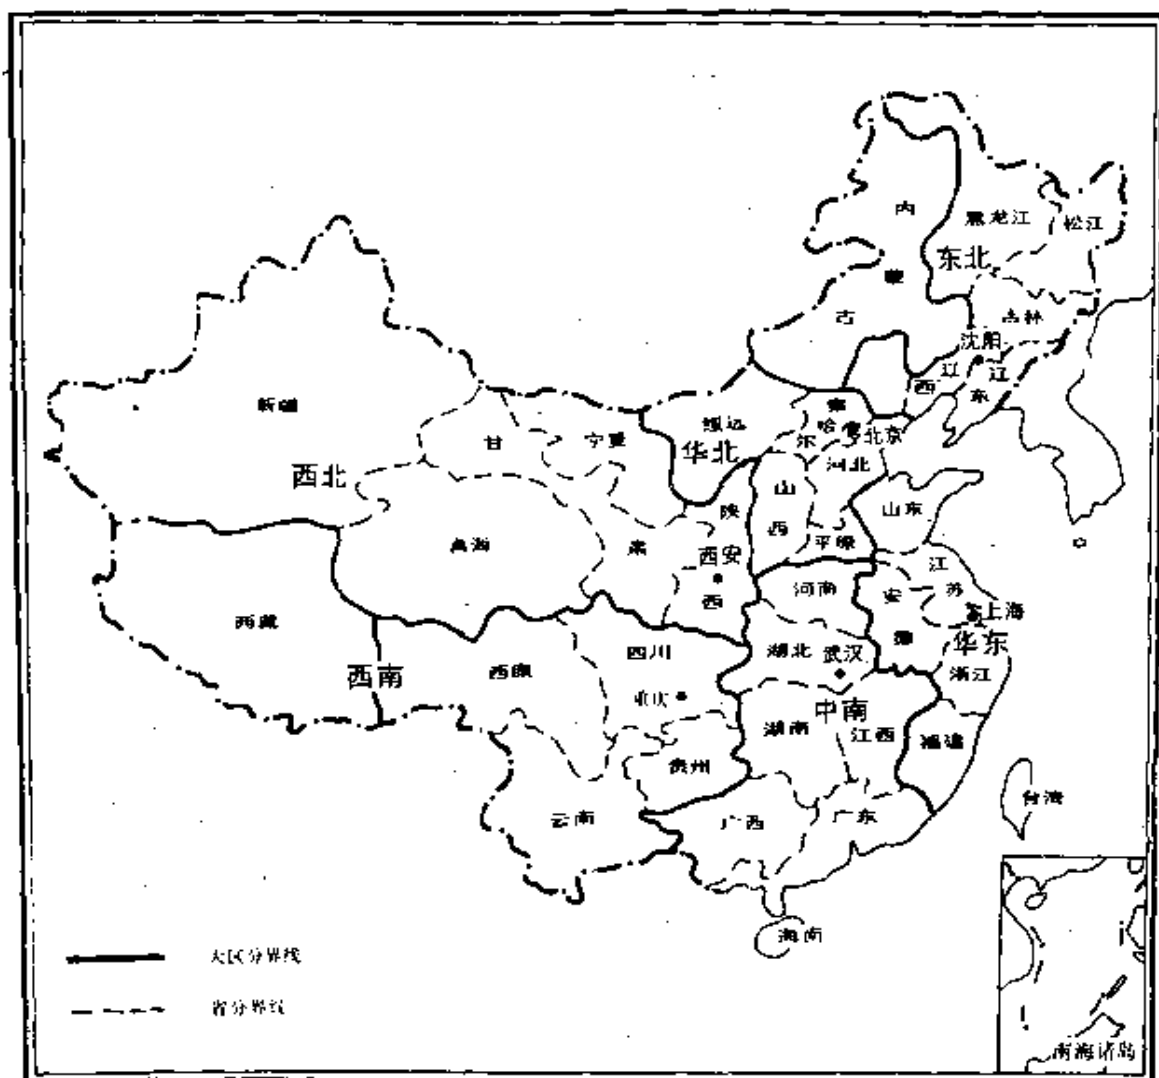 内
黑龙江
松江
东北
蒙
古
吉林
沈阳
辽
辽
西
东
察
新疆
绥远
哈
北京
甘
宁夏
尔
华北
河北
西北
山
陕
山东
青海
肃
西
平原
西安
江
河南
安
苏
西
上海
西藏
徽
华东
四川
湖北
武汉
西南
西康
浙江
重庆
中南
湖南
江西
福建
贵州
台湾
云南
广西
广东
海南
大区分界线
省分界线
南海诸岛